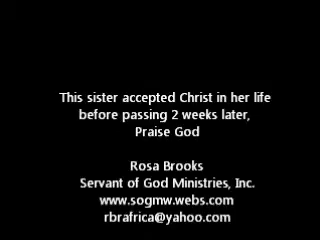 This sister accepted Christ in her life
before passing 2 weeks later,
Praise God
Rosa Brooks
Servant of God Ministries, Inc.
www.sogmw.webs.com
rbrafrica@yahoo.com